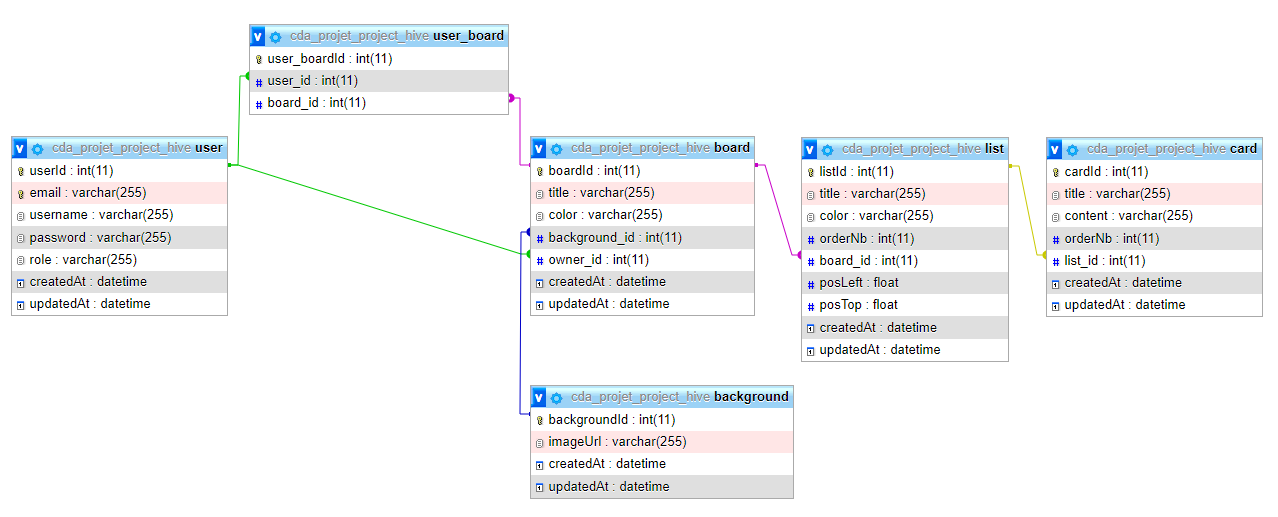 cda_projet_project_hive user_board
user_boardId : int(11)
user_id : int(11)
board_id : int(11)
cda_projet_project_hive user
userId : int(11)
email : varchar(255)
username : varchar(255)
password : varchar(255)
role : varchar(255)
createdAt : datetime
updatedAt : datetime
cda_projet_project_hive board
boardId : int(11)
title : varchar(255)
color : varchar(255)
background_id : int(11)
owner_id : int(11)
createdAt : datetime
updatedAt : datetime
cda_projet_project_hive list
listId : int(11)
title : varchar(255)
color : varchar(255)
orderNb : int(11)
board_id : int(11)
posLeft : float
posTop : float
createdAt : datetime
updatedAt : datetime
cda_projet_project_hive card
cardId : int(11)
title : varchar(255)
content : varchar(255)
orderNb : int(11)
list_id : int(11)
createdAt : datetime
updatedAt : datetime
cda_projet_project_hive background
backgroundId : int(11)
imageUrl : varchar(255)
createdAt : datetime
updatedAt : datetime